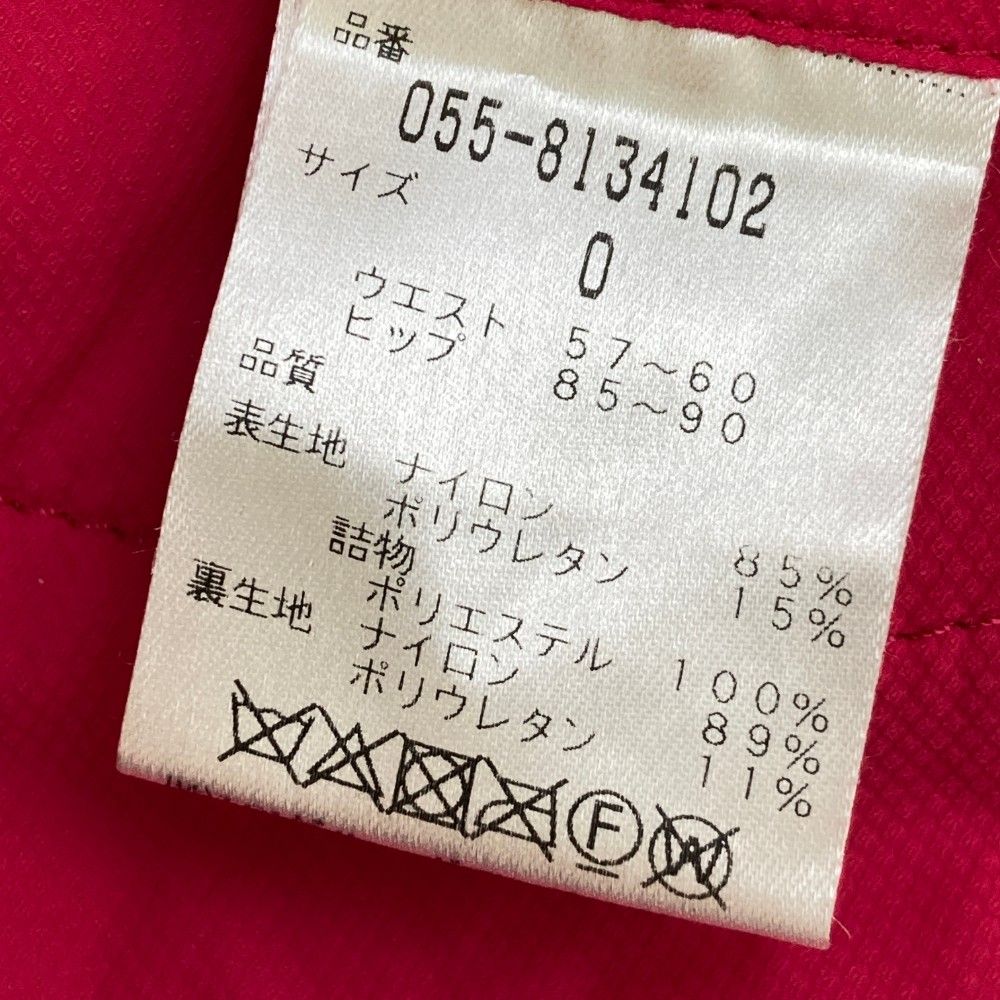 品番
055-8134102
サイズ
0
ウエスト 57～60
ヒップ 85～90
品質
表生地 ナイロン 85%
ポリウレタン 15%
詰物
ポリエステル 100%
裏生地 ナイロン 89%
ポリウレタン 11%
F W